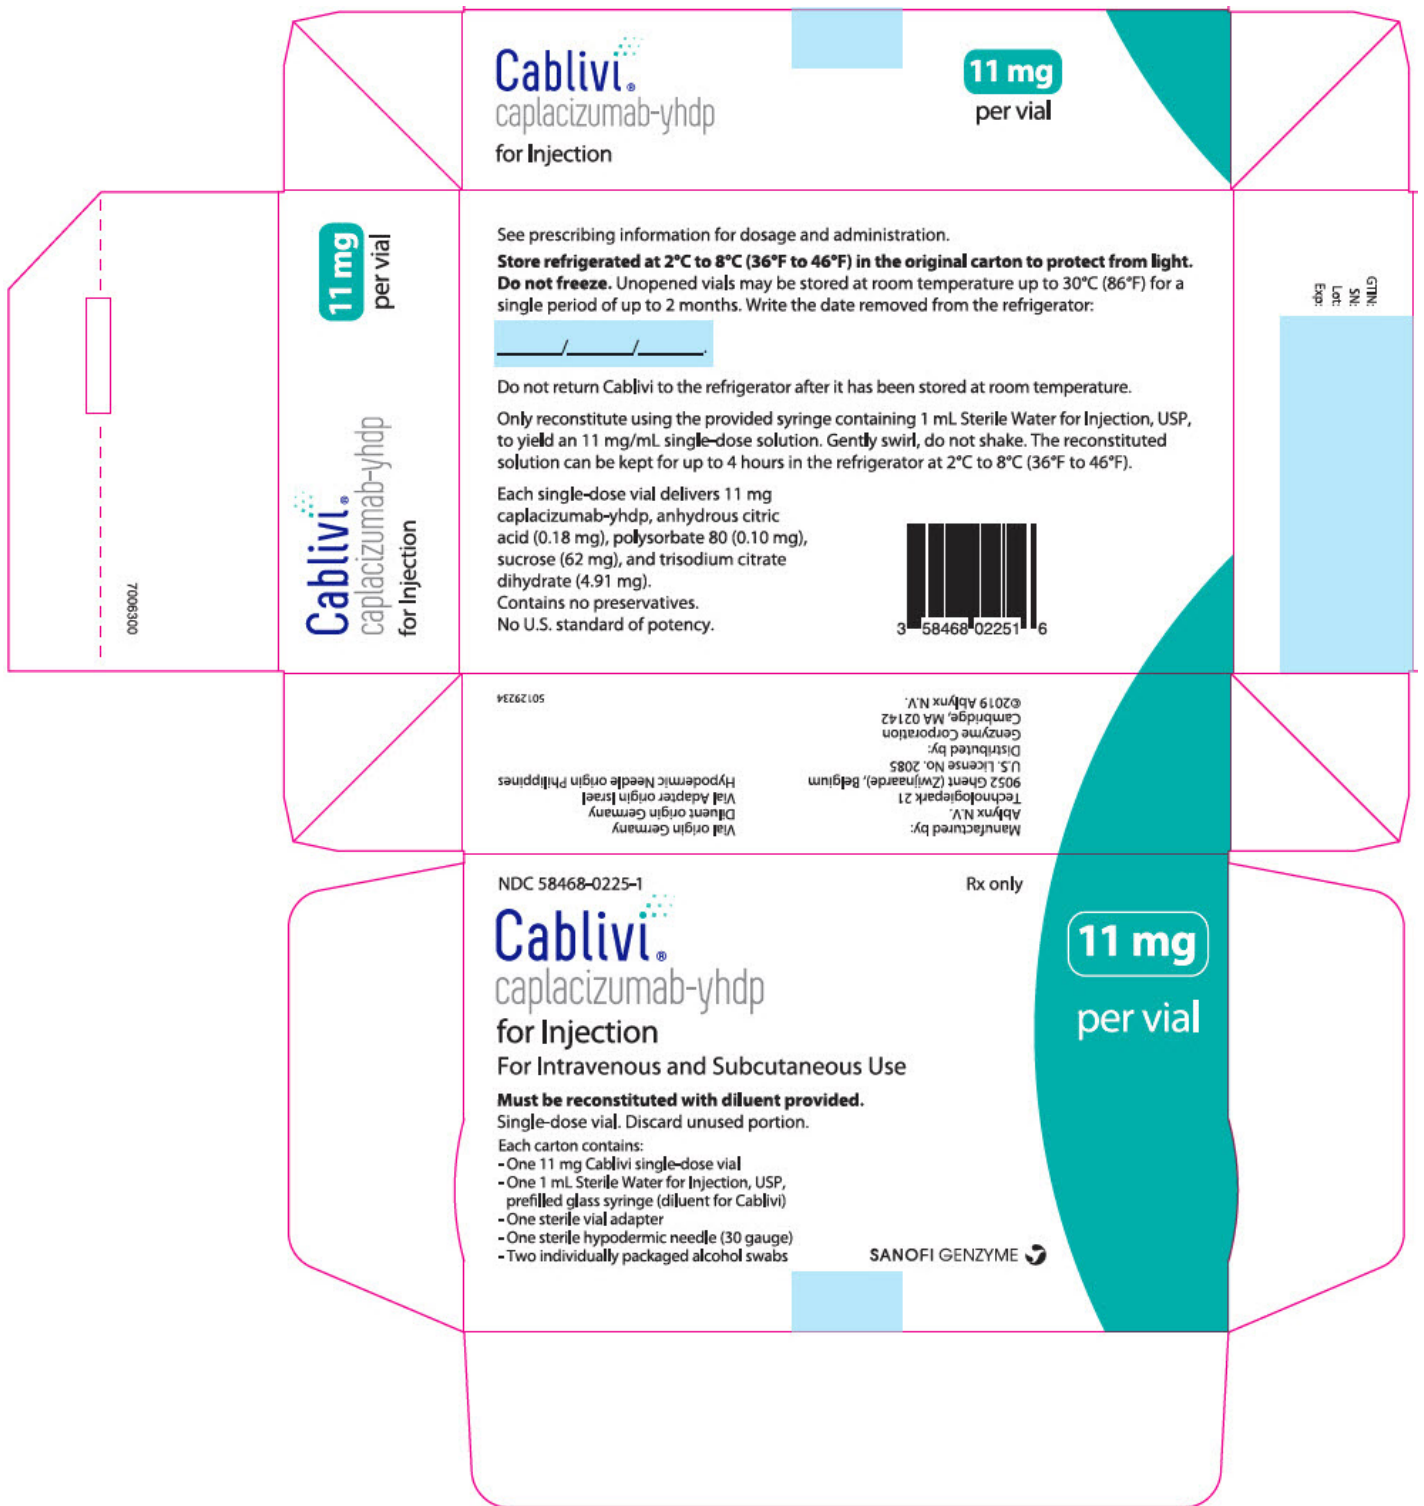 Cablivi®
caplacizumab-yhdp
for Injection
11 mg
per vial
11 mg
per vial
Cablivi®
caplacizumab-yhdp
for Injection
7006300
See prescribing information for dosage and administration.
Store refrigerated at 2°C to 8°C (36°F to 46°F) in the original carton to protect from light.
Do not freeze. Unopened vials may be stored at room temperature up to 30°C (86°F) for a
single period of up to 2 months. Write the date removed from the refrigerator:
______/______/______.
Do not return Cablivi to the refrigerator after it has been stored at room temperature.
Only reconstitute using the provided syringe containing 1 mL Sterile Water for Injection, USP,
to yield an 11 mg/mL single-dose solution. Gently swirl, do not shake. The reconstituted
solution can be kept for up to 4 hours in the refrigerator at 2°C to 8°C (36°F to 46°F).
Each single-dose vial delivers 11 mg
caplacizumab-yhdp, anhydrous citric
acid (0.18 mg), polysorbate 80 (0.10 mg),
sucrose (62 mg), and trisodium citrate
dihydrate (4.91 mg).
Contains no preservatives.
No U.S. standard of potency.
3 58468 02251 6
GTIN:
SN:
Lot:
Exp:
Manufactured by:
Ablynx N.V.
Technologiepark 21
9052 Ghent (Zwijnaarde), Belgium
U.S. License No. 2085
Distributed by:
Genzyme Corporation
Cambridge, MA 02142
©2019 Ablynx N.V.
Vial origin Germany
Diluent origin Germany
Vial Adapter origin Israel
Hypodermic Needle origin Philippines
50129234
NDC 58468-0225-1
Rx only
Cablivi®
caplacizumab-yhdp
for Injection
For Intravenous and Subcutaneous Use
Must be reconstituted with diluent provided.
Single-dose vial. Discard unused portion.
Each carton contains:
- One 11 mg Cablivi single-dose vial
- One 1 mL Sterile Water for Injection, USP,
prefilled glass syringe (diluent for Cablivi)
- One sterile vial adapter
- One sterile hypodermic needle (30 gauge)
- Two individually packaged alcohol swabs
SANOFI GENZYME
11 mg
per vial